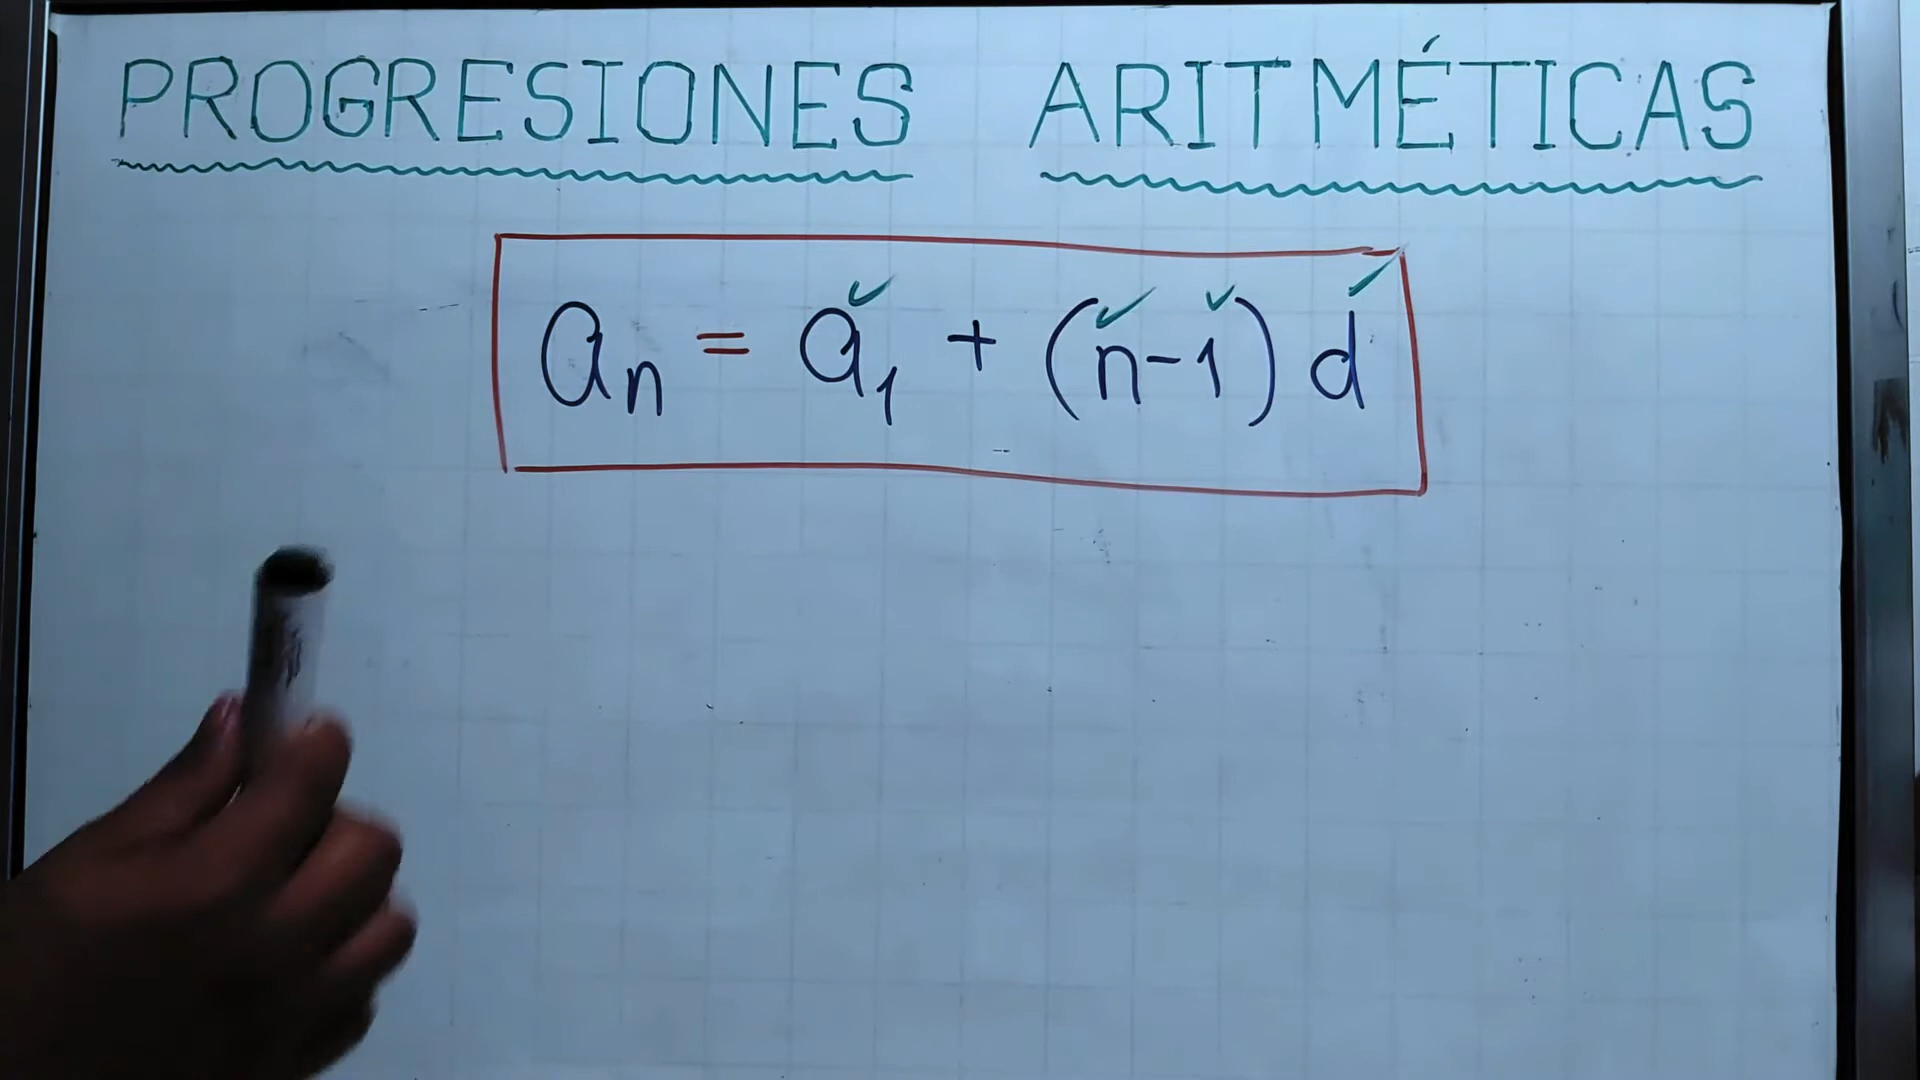 PROGRESIONES ARITMÉTICAS
aₙ = a₁ + (n-1) d